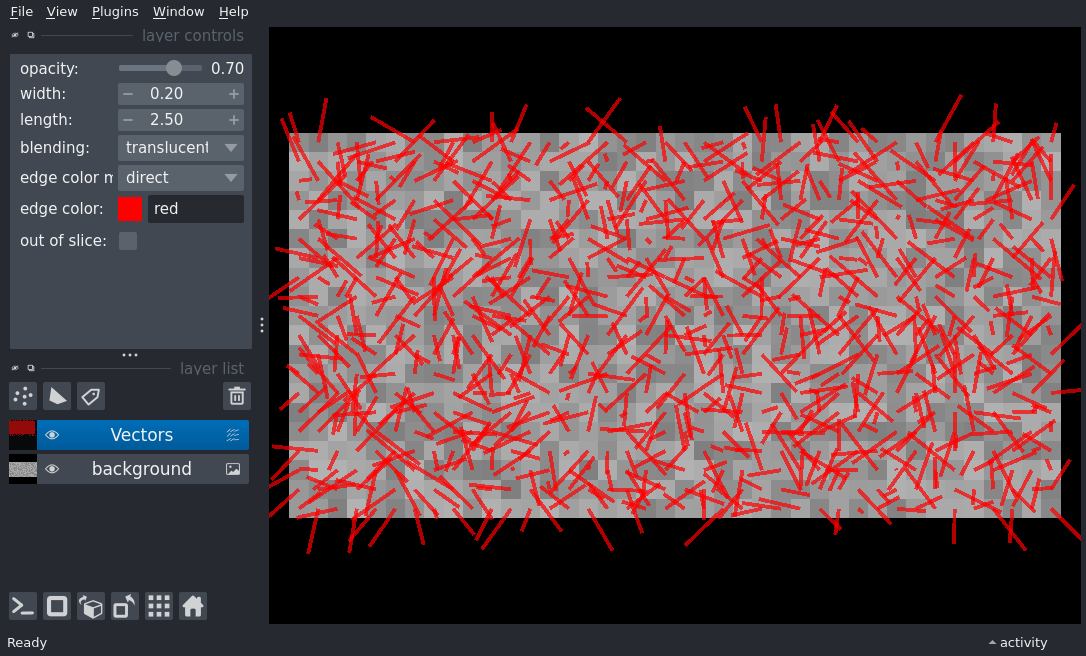 File View Plugins Window Help
layer controls
opacity: 0.70
width: − 0.20 +
length: − 2.50 +
blending: translucent
edge color m direct
edge color: red
out of slice:
layer list
Vectors
background
Ready activity